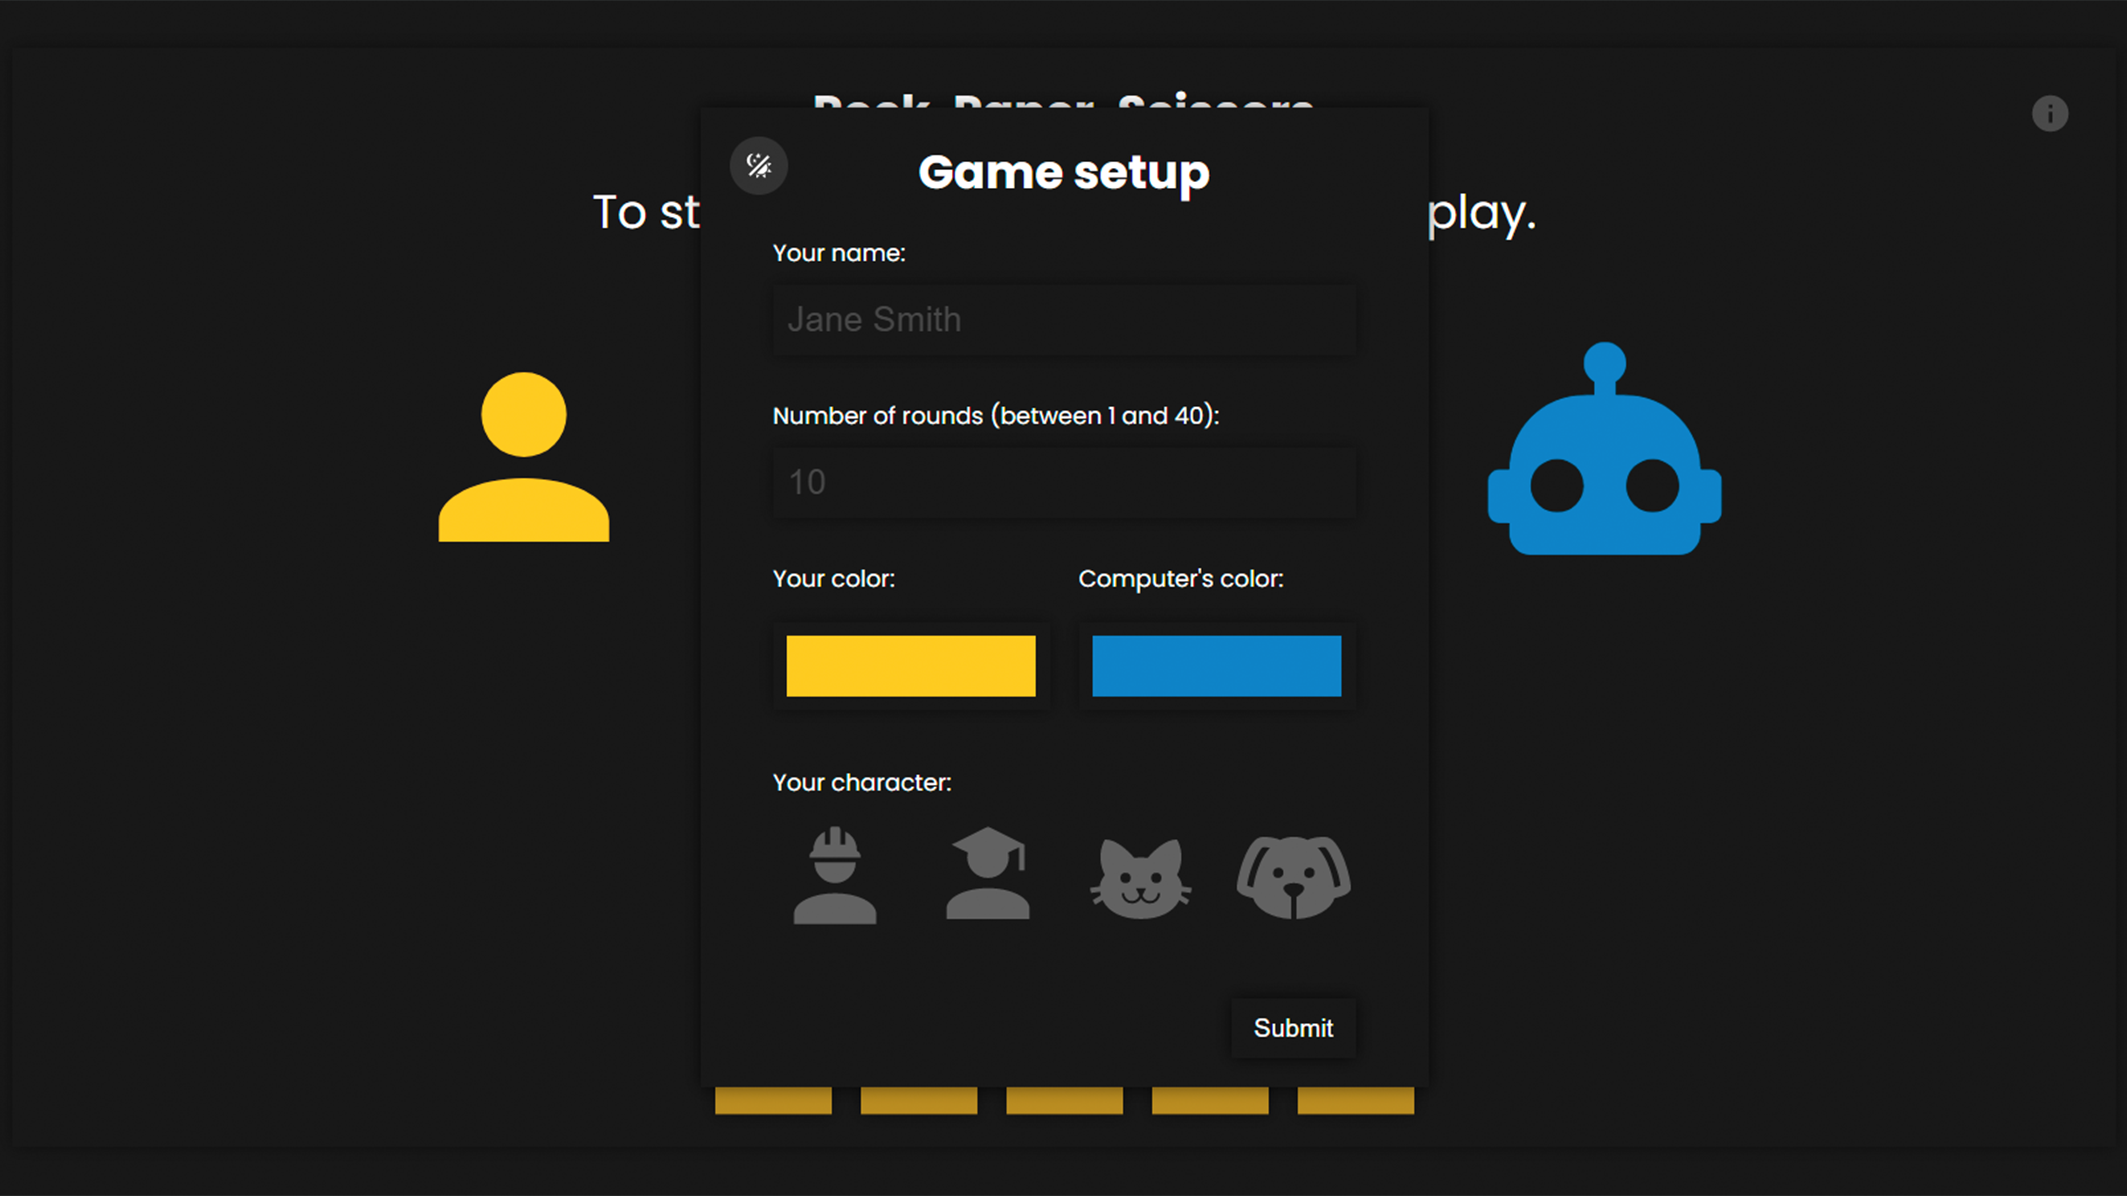 Rock, Paper, Scissors
Game setup
To st
play.
Your name:
Jane Smith
Number of rounds (between 1 and 40):
10
Your color:
Computer's color:
Your character:
Submit